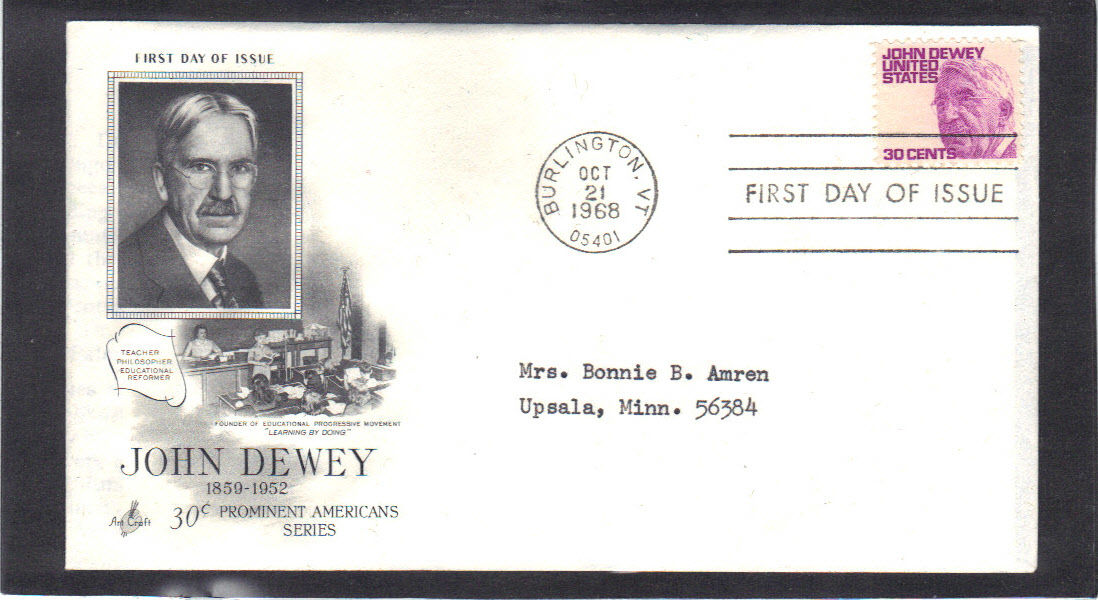 FIRST DAY OF ISSUE
JOHN DEWEY
UNITED
STATES
30 CENTS
BURLINGTON, VT
OCT
21
1968
05401
FIRST DAY OF ISSUE
TEACHER
PHILOSOPHER
EDUCATIONAL
REFORMER
FOUNDER OF EDUCATIONAL PROGRESSIVE MOVEMENT
"LEARNING BY DOING"
Mrs. Bonnie B. Amren
Upsala, Minn. 56384
JOHN DEWEY
1859-1952
Art Craft
30¢ PROMINENT AMERICANS
SERIES